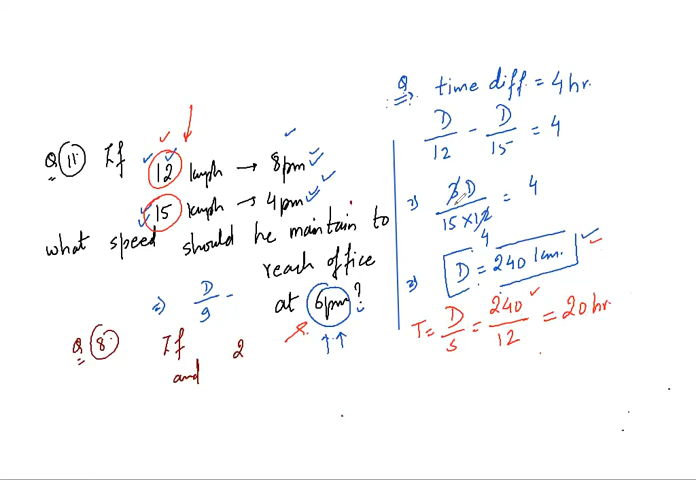 Q 11 If 12 kmph → 8pm
15 kmph → 4pm
what speed should he maintain to
reach office
at 6pm?
⇒ D/9 -
Q 8. If 2
and
Q ⇒ time diff = 4 hr.
D/12 - D/15 = 4
⇒ 3D/15×12 = 4
4
⇒ D = 240 km.
T = D/S = 240/12 = 20 hr.